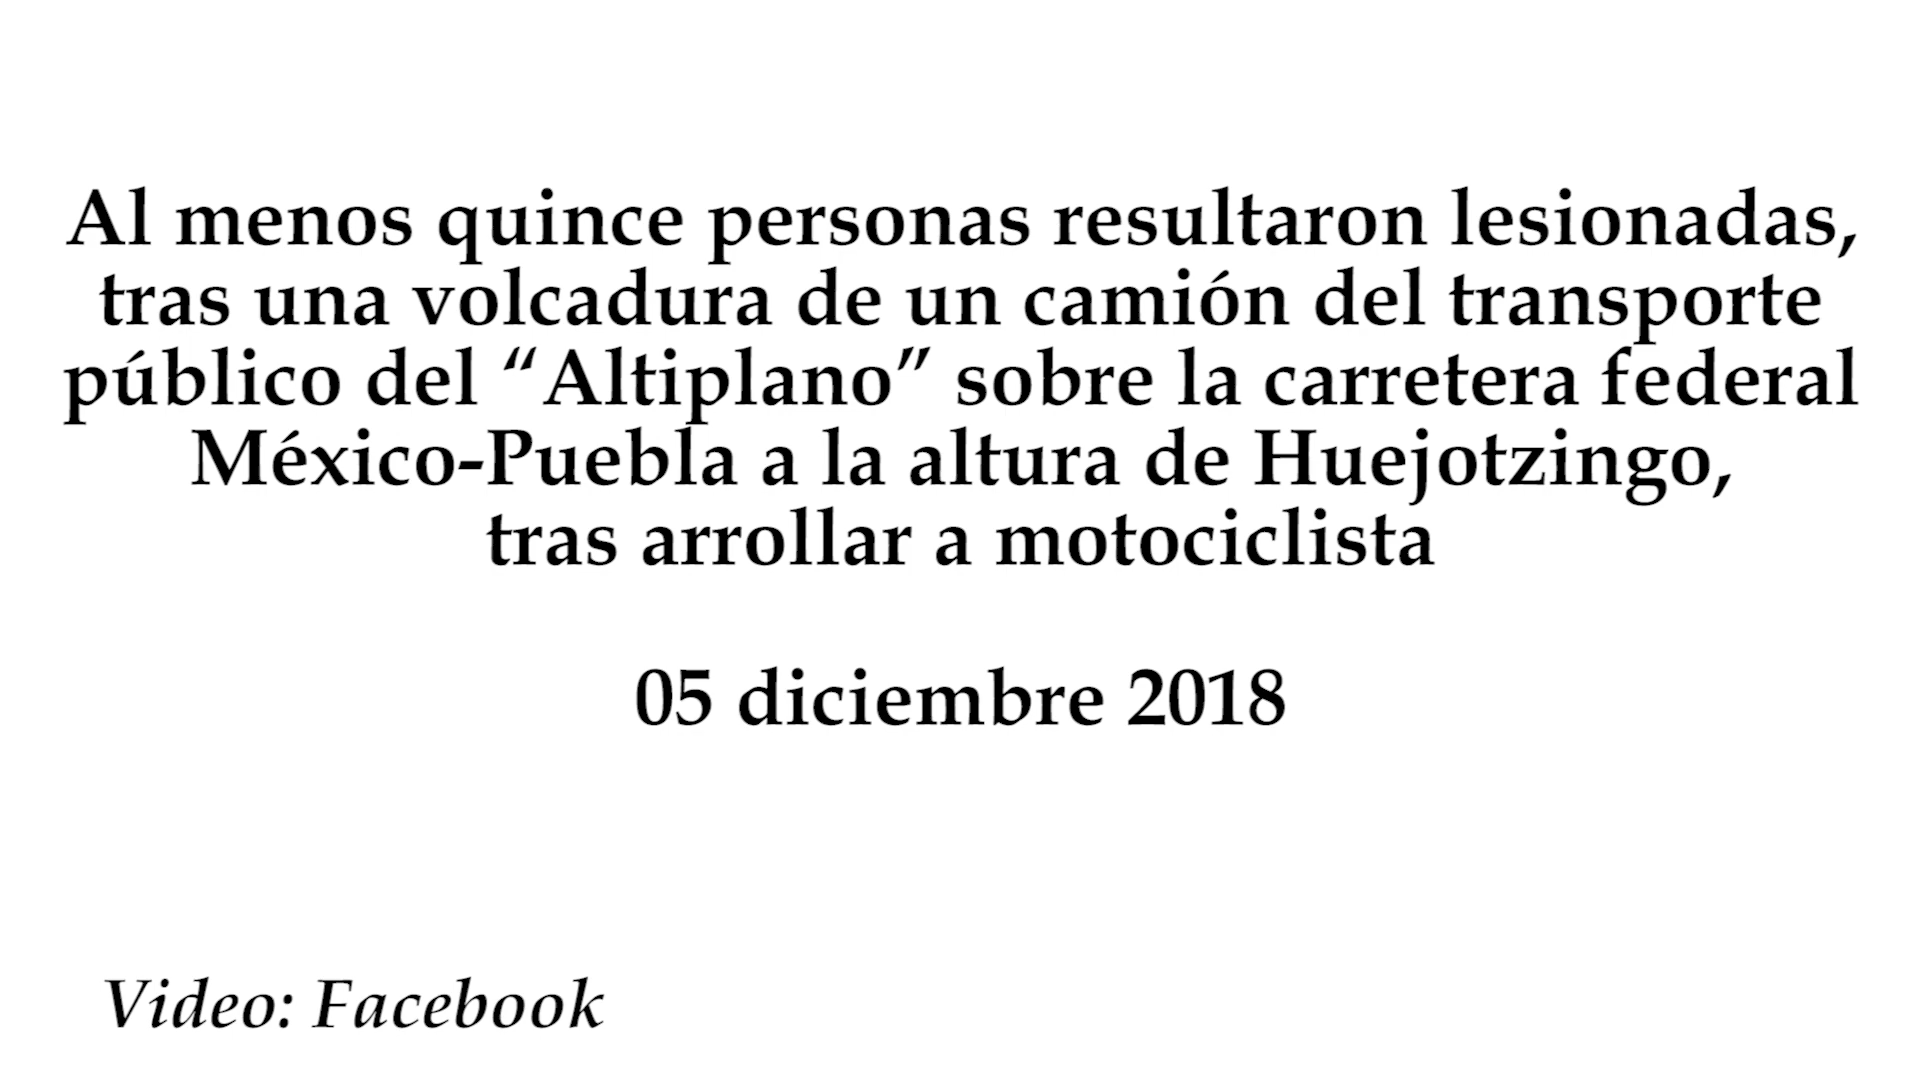 Al menos quince personas resultaron lesionadas,
tras una volcadura de un camión del transporte
público del “Altiplano” sobre la carretera federal
México-Puebla a la altura de Huejotzingo,
tras arrollar a motociclista
05 diciembre 2018
Video: Facebook